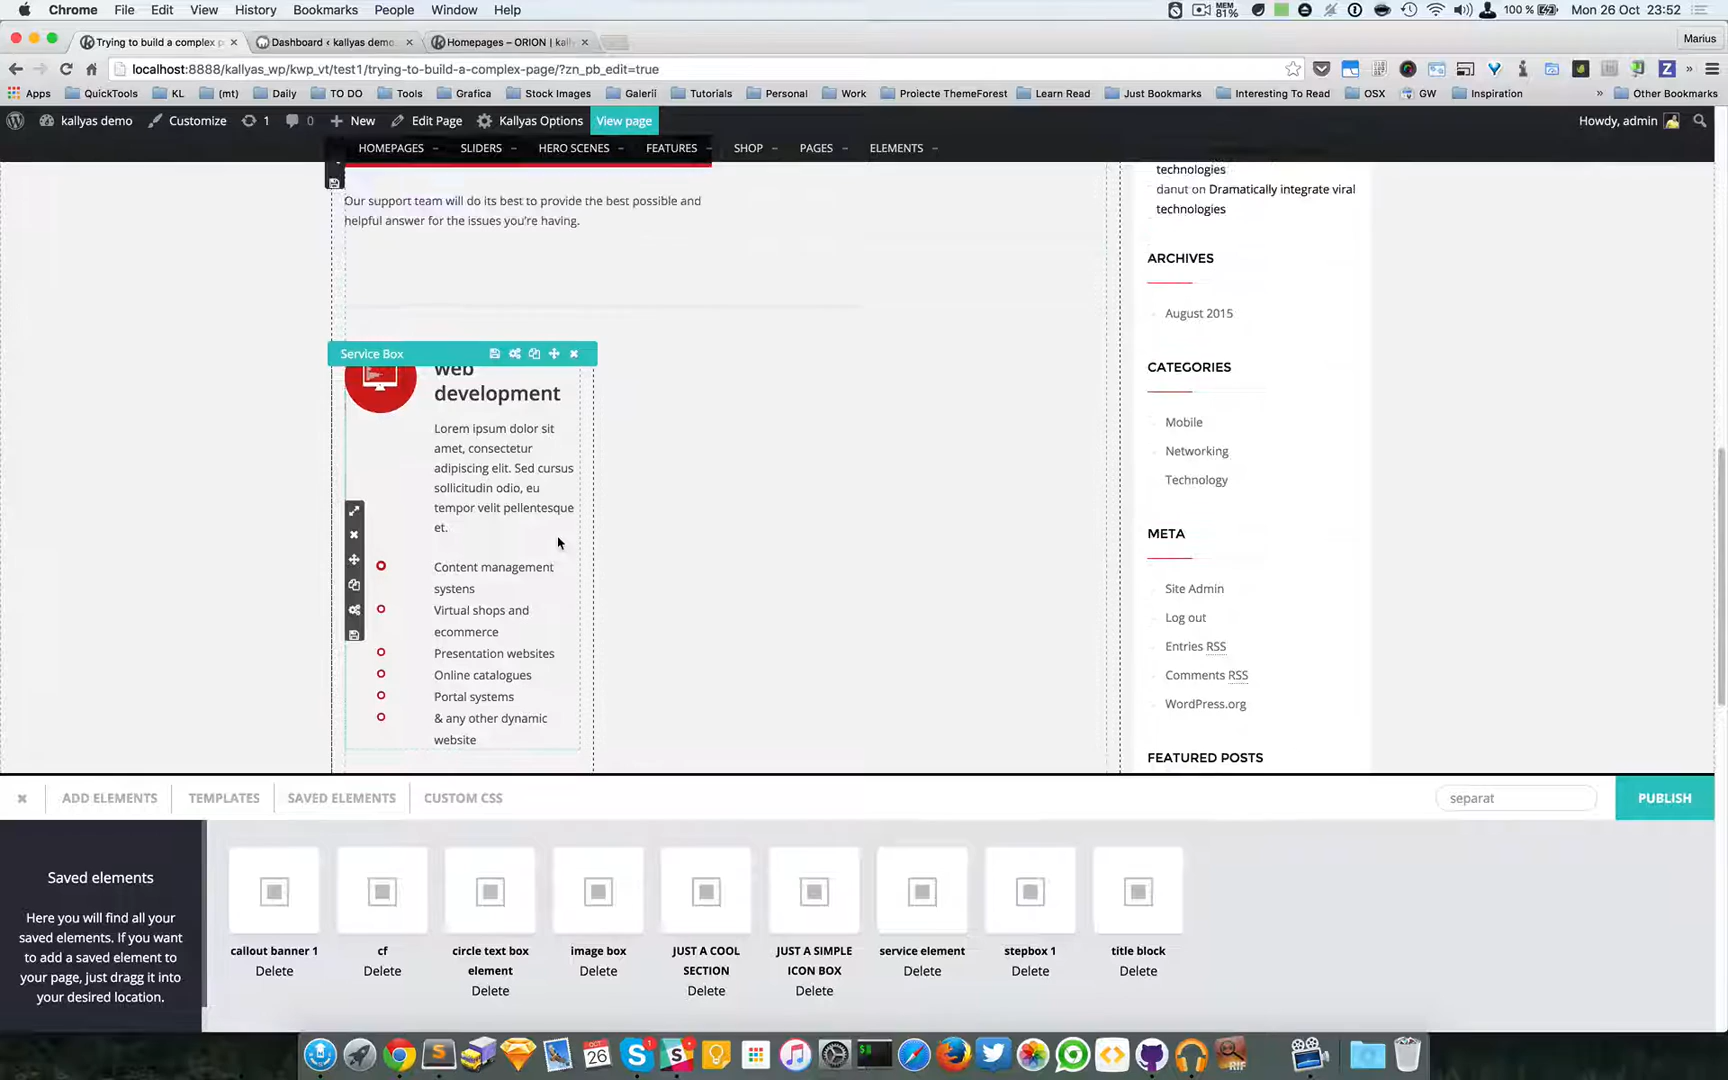 Chrome File Edit View History Bookmarks People Window Help
MEM 81% 100 % Mon 26 Oct 23:52
Trying to build a complex p Dashboard ‹ kallyas demo Homepages – ORION | kall Marius
localhost:8888/kallyas_wp/kwp_vt/test1/trying-to-build-a-complex-page/?zn_pb_edit=true
Apps QuickTools KL (mt) Daily TO DO Tools Grafica Stock Images Galerii Tutorials Personal Work Proiecte ThemeForest Learn Read Just Bookmarks Interesting To Read OSX GW Inspiration » Other Bookmarks
kallyas demo Customize 1 0 New Edit Page Kallyas Options View page Howdy, admin
HOMEPAGES SLIDERS HERO SCENES FEATURES SHOP PAGES ELEMENTS
Our support team will do its best to provide the best possible and
helpful answer for the issues you're having.
Service Box
web
development
Lorem ipsum dolor sit
amet, consectetur
adipiscing elit. Sed cursus
sollicitudin odio, eu
tempor velit pellentesque
et.
Content management
systens
Virtual shops and
ecommerce
Presentation websites
Online catalogues
Portal systems
& any other dynamic
website
technologies
danut on Dramatically integrate viral
technologies
ARCHIVES
August 2015
CATEGORIES
Mobile
Networking
Technology
META
Site Admin
Log out
Entries RSS
Comments RSS
WordPress.org
FEATURED POSTS
ADD ELEMENTS TEMPLATES SAVED ELEMENTS CUSTOM CSS separat PUBLISH
Saved elements
Here you will find all your
saved elements. If you want
to add a saved element to
your page, just dragg it into
your desired location.
callout banner 1
Delete
cf
Delete
circle text box
element
Delete
image box
Delete
JUST A COOL
SECTION
Delete
JUST A SIMPLE
ICON BOX
Delete
service element
Delete
stepbox 1
Delete
title block
Delete
OCT
26
1
RIF